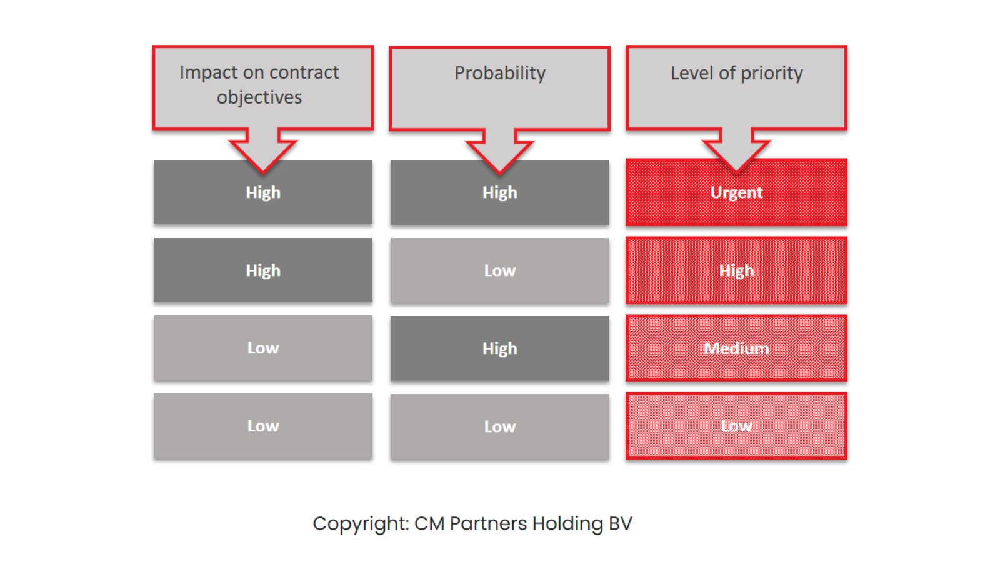 Impact on contract
objectives
Probability
Level of priority
High
High
Urgent
High
Low
High
Low
High
Medium
Low
Low
Low
Copyright: CM Partners Holding BV